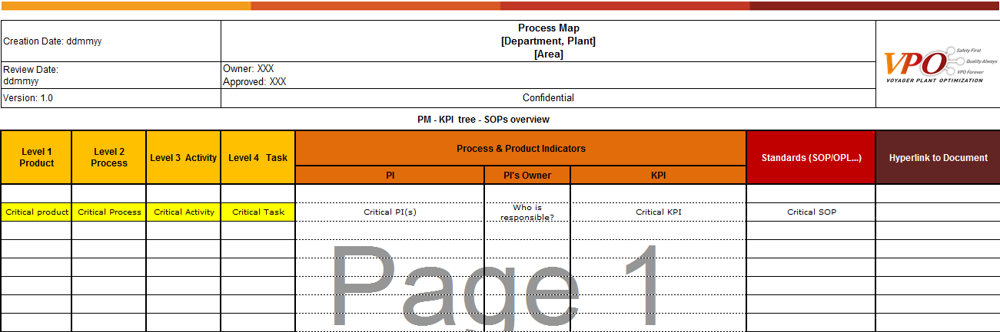 Creation Date: ddmmyy
Process Map
[Department, Plant]
[Area]
Review Date:
ddmmyy
Owner: XXX
Approved: XXX
Version: 1.0
Confidential
VPO
Safety First
Quality Always
VPO Forever
VOYAGER PLANT OPTIMIZATION
PM - KPI tree - SOPs overview
Level 1
Product
Level 2
Process
Level 3 Activity
Level 4 Task
Process & Product Indicators
PI
PI's Owner
KPI
Standards (SOP/OPL...)
Hyperlink to Document
Critical product
Critical Process
Critical Activity
Critical Task
Critical PI(s)
Who is
responsible?
Critical KPI
Critical SOP
Page 1